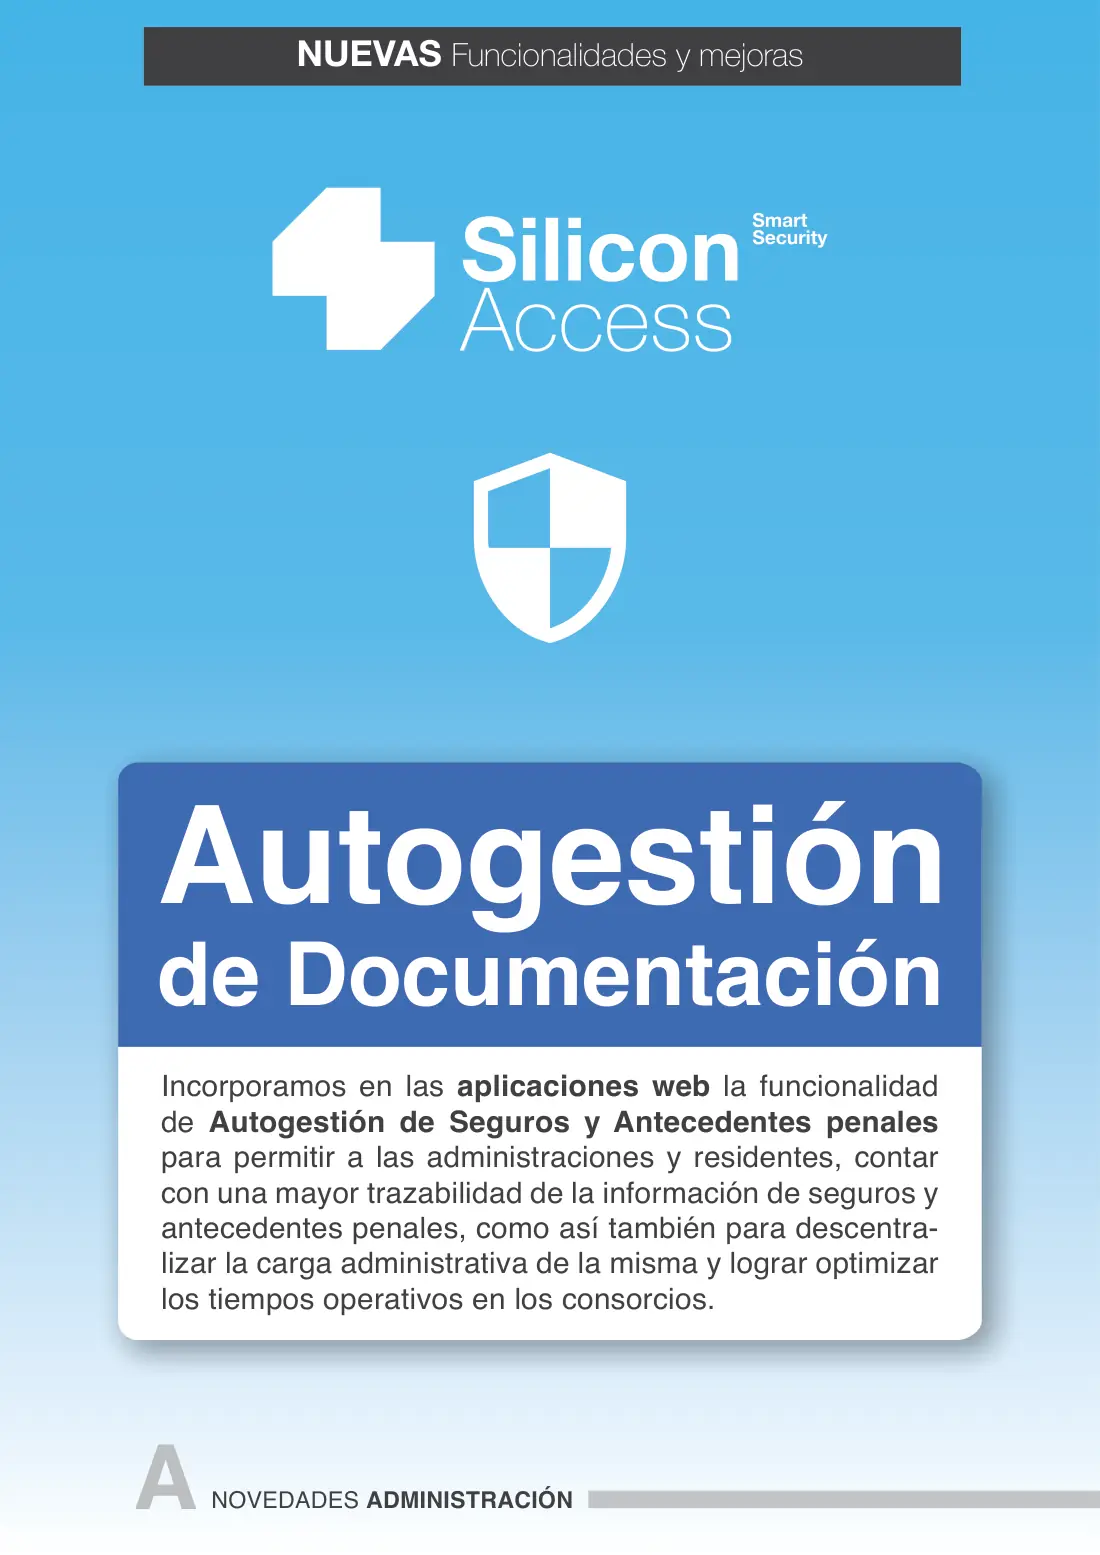 NUEVAS Funcionalidades y mejoras
Silicon
Access
Smart
Security
Autogestión
de Documentación
Incorporamos en las aplicaciones web la funcionalidad
de Autogestión de Seguros y Antecedentes penales
para permitir a las administraciones y residentes, contar
con una mayor trazabilidad de la información de seguros y
antecedentes penales, como así también para descentra-
lizar la carga administrativa de la misma y lograr optimizar
los tiempos operativos en los consorcios.
A NOVEDADES ADMINISTRACIÓN